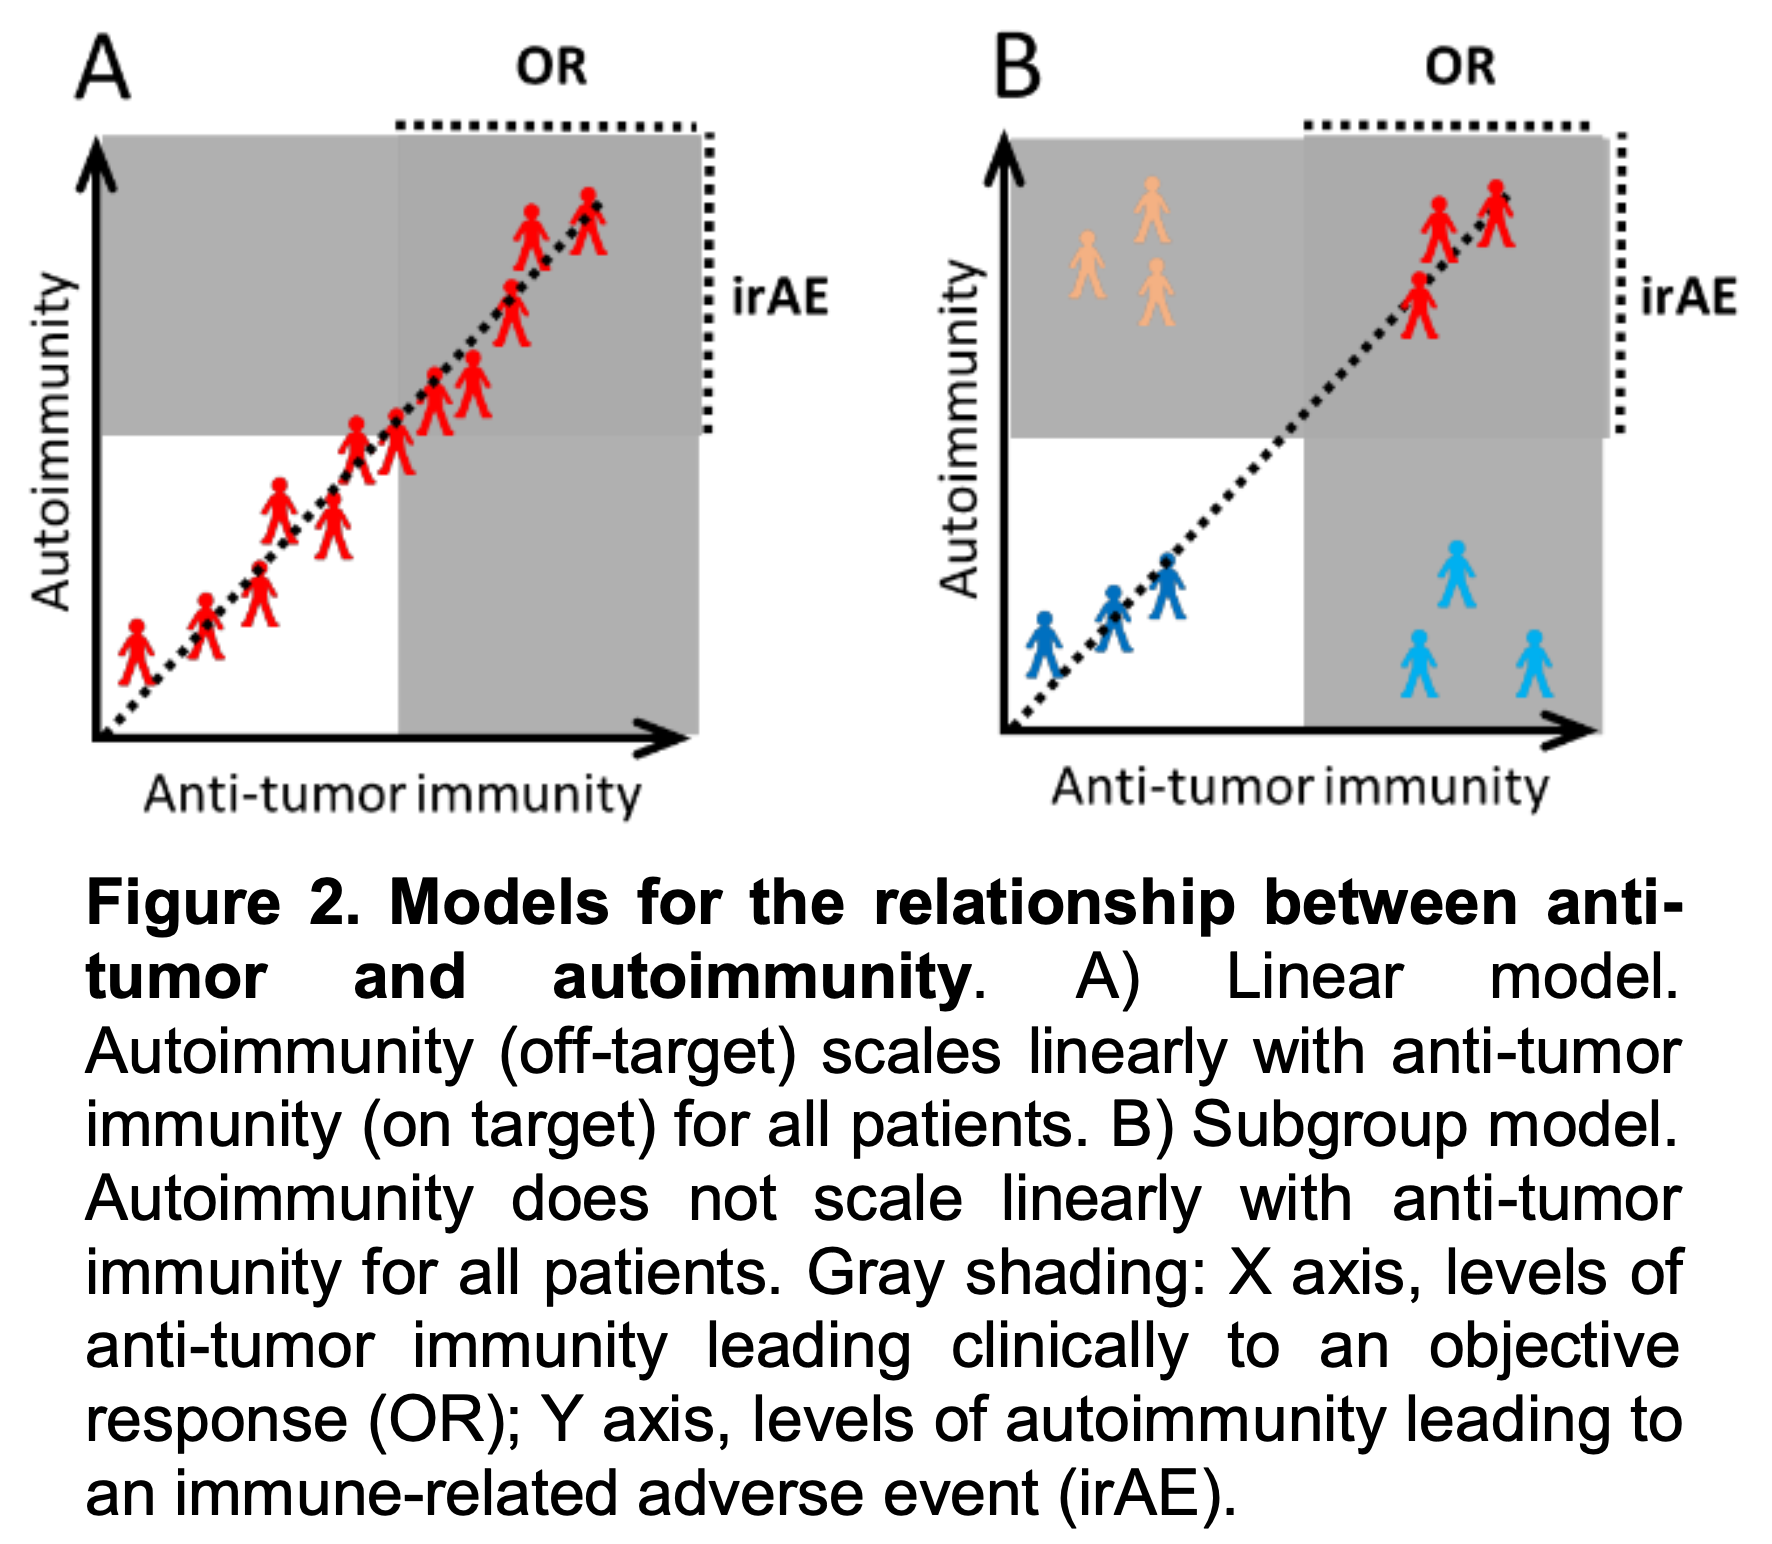 A
OR
Autoimmunity
irAE
Anti-tumor immunity
B
OR
Autoimmunity
irAE
Anti-tumor immunity
Figure 2. Models for the relationship between anti-
tumor and autoimmunity. A) Linear model.
Autoimmunity (off-target) scales linearly with anti-tumor
immunity (on target) for all patients. B) Subgroup model.
Autoimmunity does not scale linearly with anti-tumor
immunity for all patients. Gray shading: X axis, levels of
anti-tumor immunity leading clinically to an objective
response (OR); Y axis, levels of autoimmunity leading to
an immune-related adverse event (irAE).